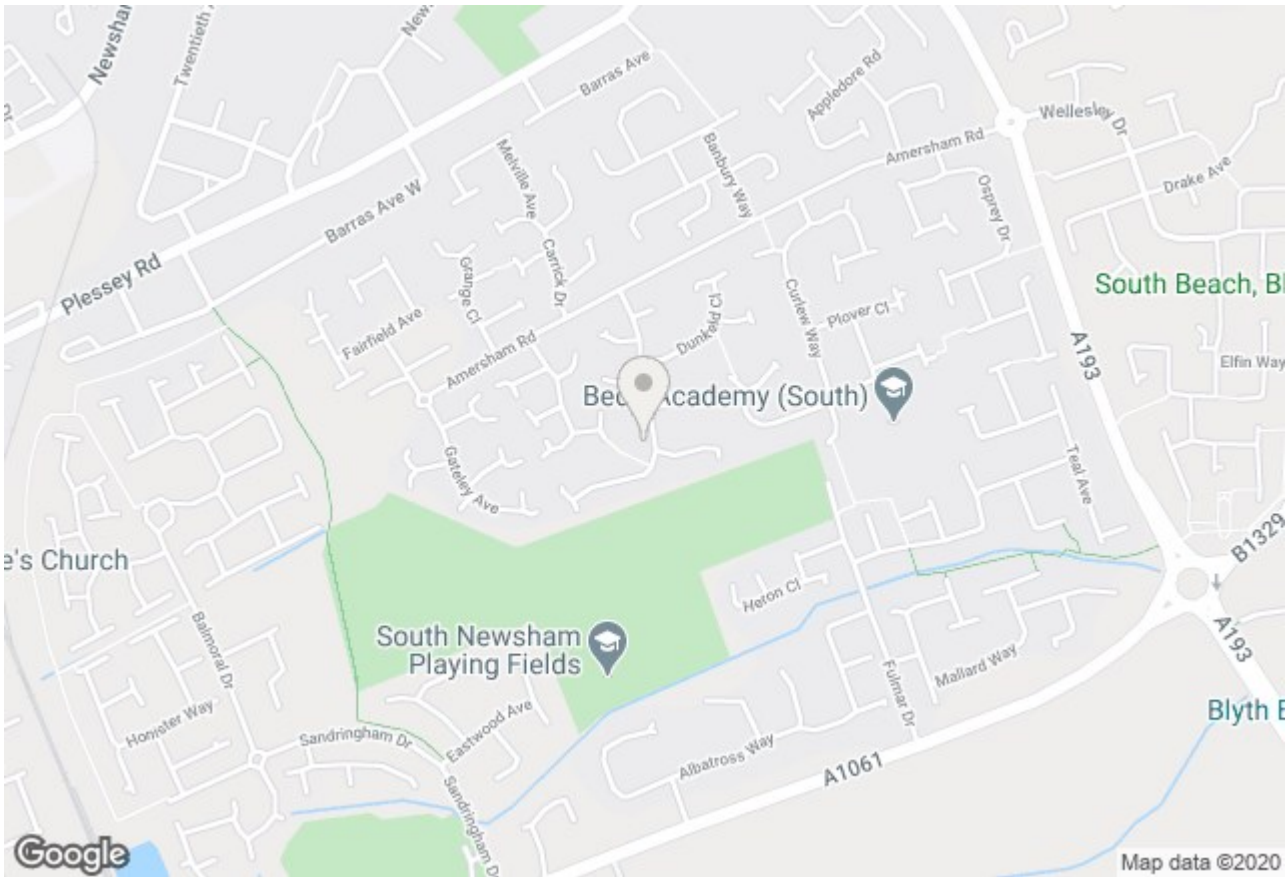 Newsha
Twentieth
New
Barras Ave
Appledore Rd
Wellesley Dr
Amersham Rd
Melville Ave
Banbury Way
Drake Ave
Osprey Dr
Barras Ave W
Plessey Rd
Grange Cl
Carrick Dr
South Beach, Bl
Curlew Way
Plover Cl
Dunkeld Cl
Fairfield Ave
Amersham Rd
A193
Elfin Way
Academy (South)
Gateley Ave
Teal Ave
B1329
e's Church
Heron Cl
Balmoral Dr
South Newsham
Playing Fields
A193
Mallard Way
Fulmar Dr
Eastwood Ave
Honister Way
Sandringham Dr
Blyth E
Albatross Way
A1061
Sandringham D
Google
Map data ©2020